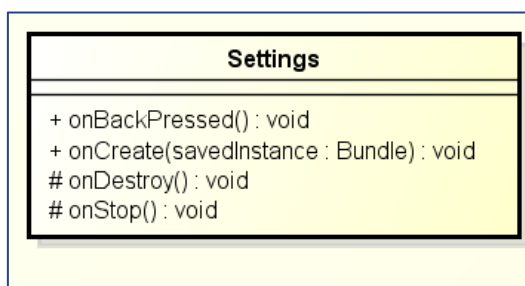 Settings
+ onBackPressed() : void
+ onCreate(savedInstance : Bundle) : void
# onDestroy() : void
# onStop() : void